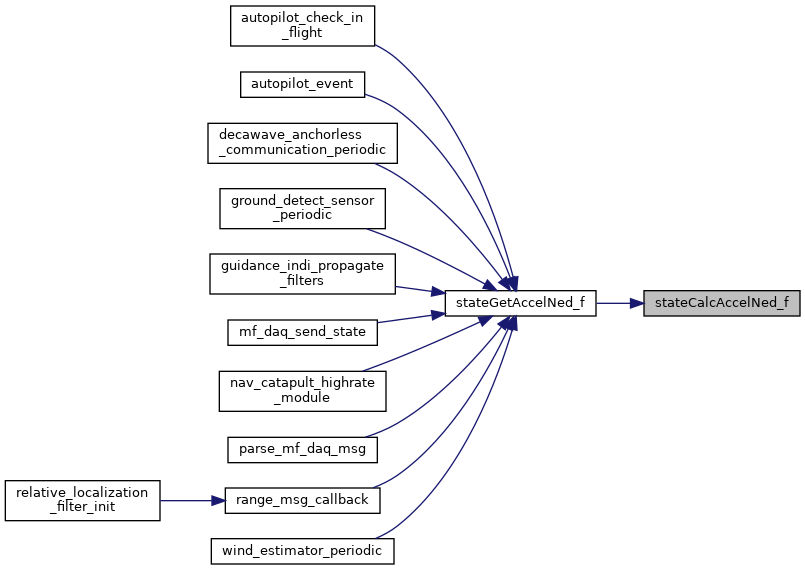 autopilot_check_in
_flight
autopilot_event
decawave_anchorless
_communication_periodic
ground_detect_sensor
_periodic
guidance_indi_propagate
_filters
stateGetAccelNed_f
stateCalcAccelNed_f
mf_daq_send_state
nav_catapult_highrate
_module
parse_mf_daq_msg
relative_localization
_filter_init
range_msg_callback
wind_estimator_periodic